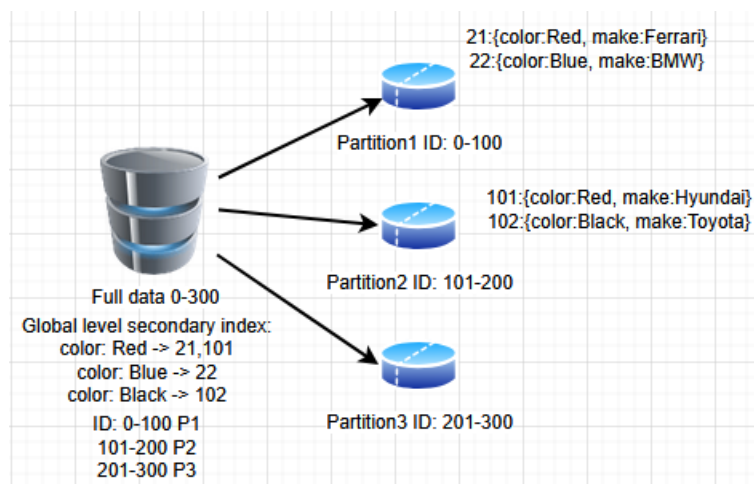 21:{color:Red, make:Ferrari}
22:{color:Blue, make:BMW}
Partition1 ID: 0-100
101:{color:Red, make:Hyundai}
102:{color:Black, make:Toyota}
Partition2 ID: 101-200
Full data 0-300
Global level secondary index:
color: Red -> 21,101
color: Blue -> 22
color: Black -> 102
ID: 0-100 P1
101-200 P2
201-300 P3
Partition3 ID: 201-300